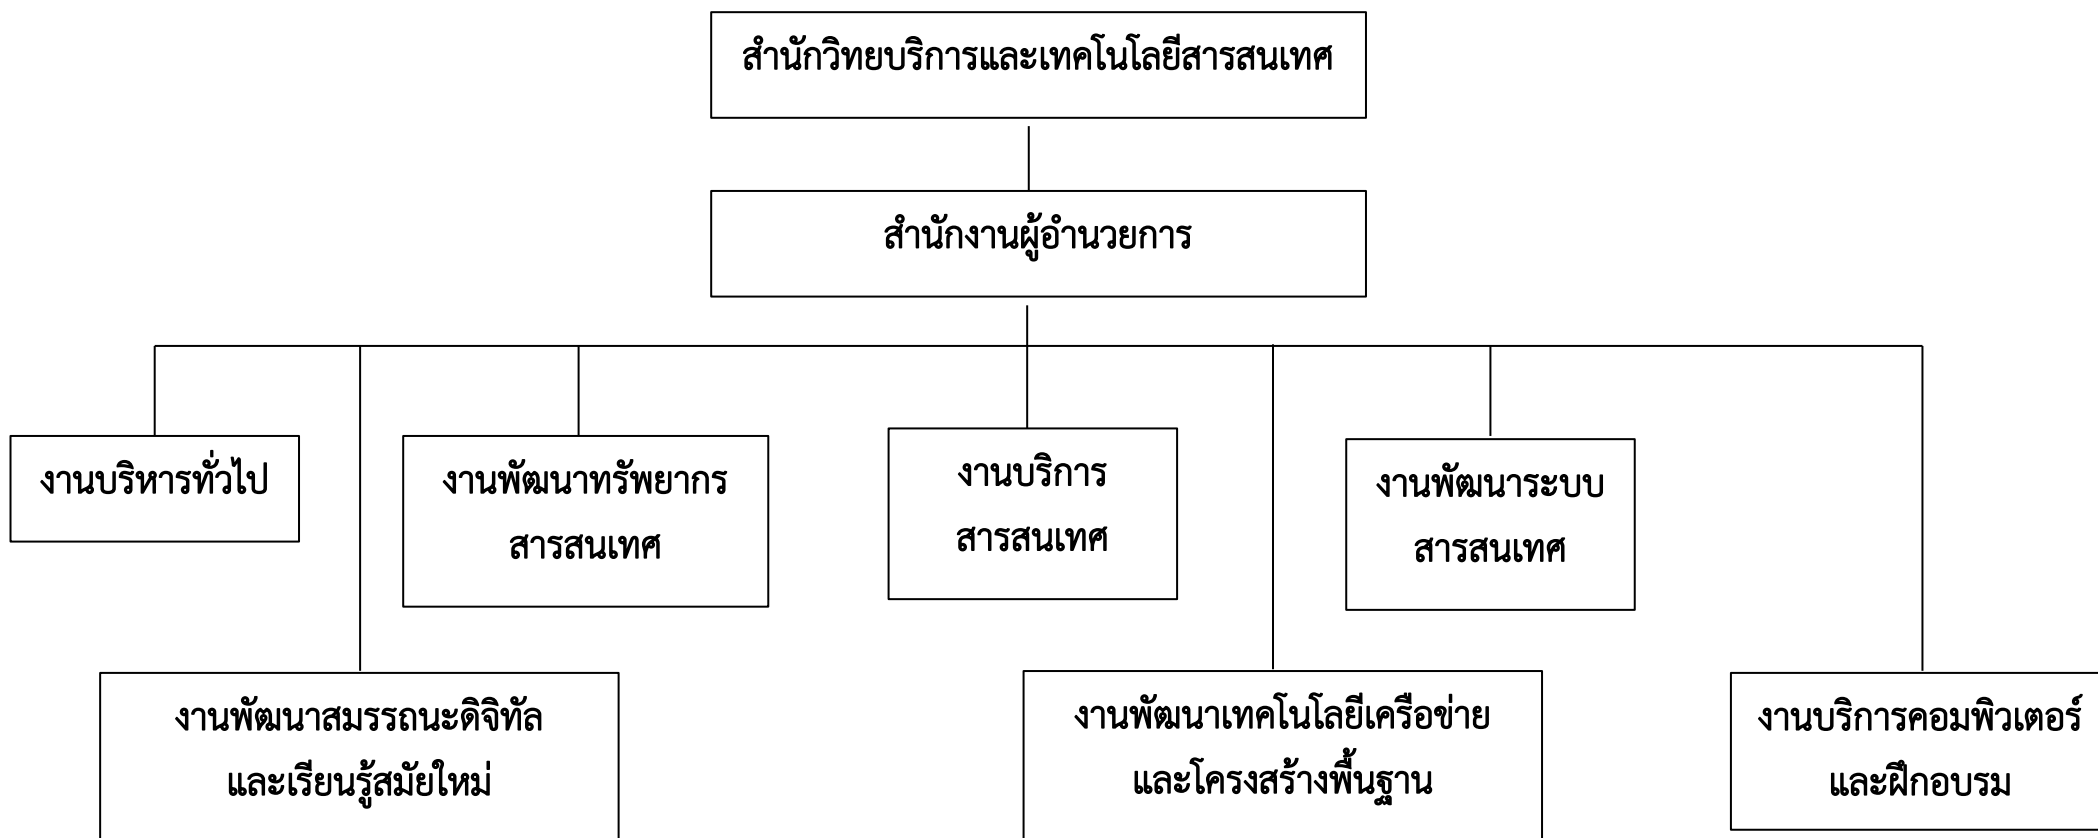 สำนักวิทยบริการและเทคโนโลยีสารสนเทศ
สำนักงานผู้อำนวยการ
งานบริหารทั่วไป
งานพัฒนาทรัพยากร
สารสนเทศ
งานบริการ
สารสนเทศ
งานพัฒนาระบบ
สารสนเทศ
งานพัฒนาสมรรถนะดิจิทัล
และเรียนรู้สมัยใหม่
งานพัฒนาเทคโนโลยีเครือข่าย
และโครงสร้างพื้นฐาน
งานบริการคอมพิวเตอร์
และฝึกอบรม